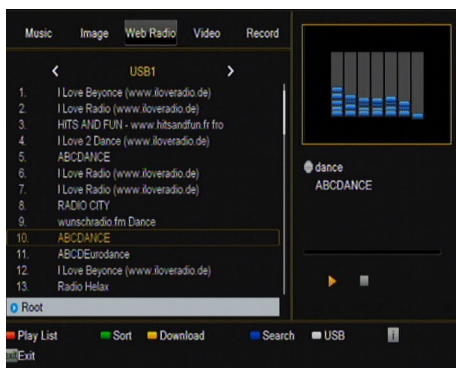 Music Image Web Radio Video Record
USB1
1. I Love Beyonce (www.iloveradio.de)
2. I Love Radio (www.iloveradio.de)
3. HITS AND FUN - www.hitsandfun.fr fro
4. I Love 2 Dance (www.iloveradio.de)
5. ABCDANCE
6. I Love Radio (www.iloveradio.de)
7. I Love Radio (www.iloveradio.de)
8. RADIO CITY
9. wunschradio.fm Dance
10. ABCDANCE
11. ABCDEurodance
12. I Love Beyonce (www.iloveradio.de)
13. Radio Helax
Root
dance
ABCDANCE
Play List Sort Download Search USB i
Exit